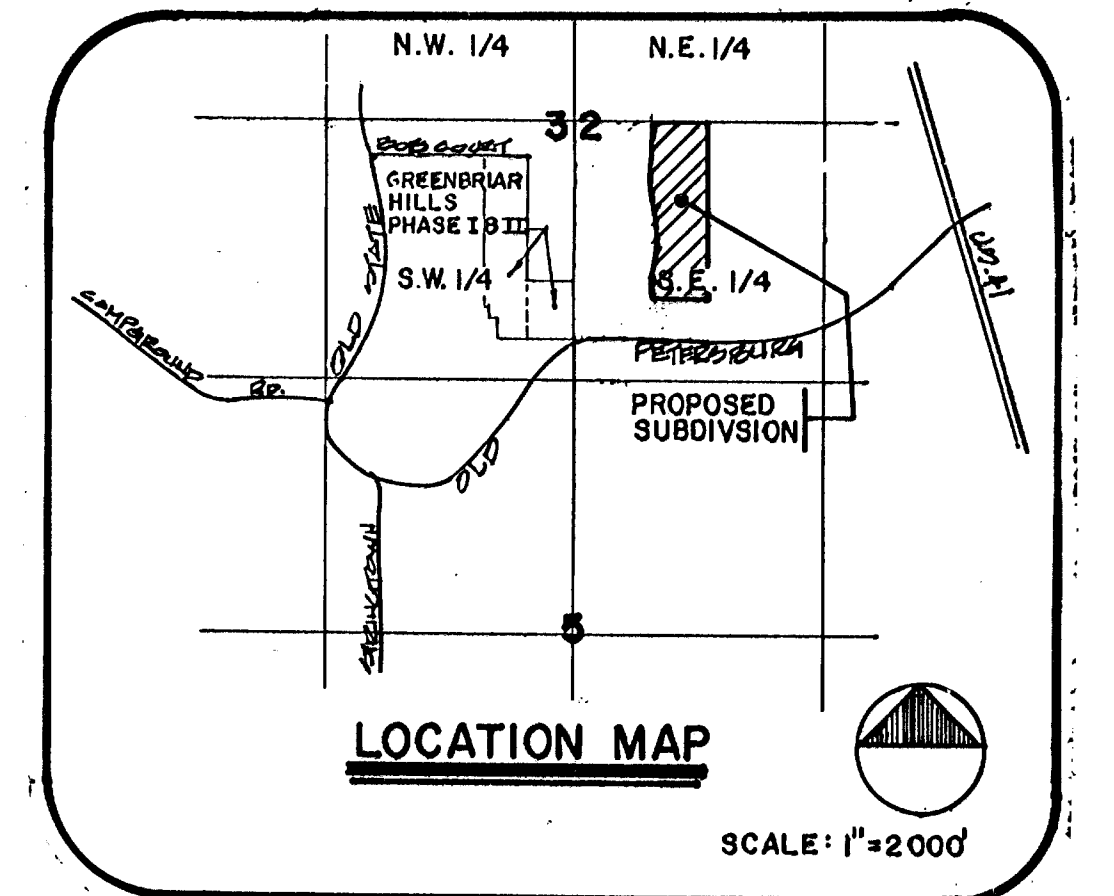 N.W. 1/4
N.E. 1/4
32
BOB COURT
GREENBRIAR
HILLS
PHASE I & II
STATE
S.W. 1/4
S.E. 1/4
CAMPGROUND
RD.
OLD
PETERSBURG
PROPOSED
SUBDIVSION
OLD
STRINGTOWN
5
LOCATION MAP
SCALE: 1"=2000'